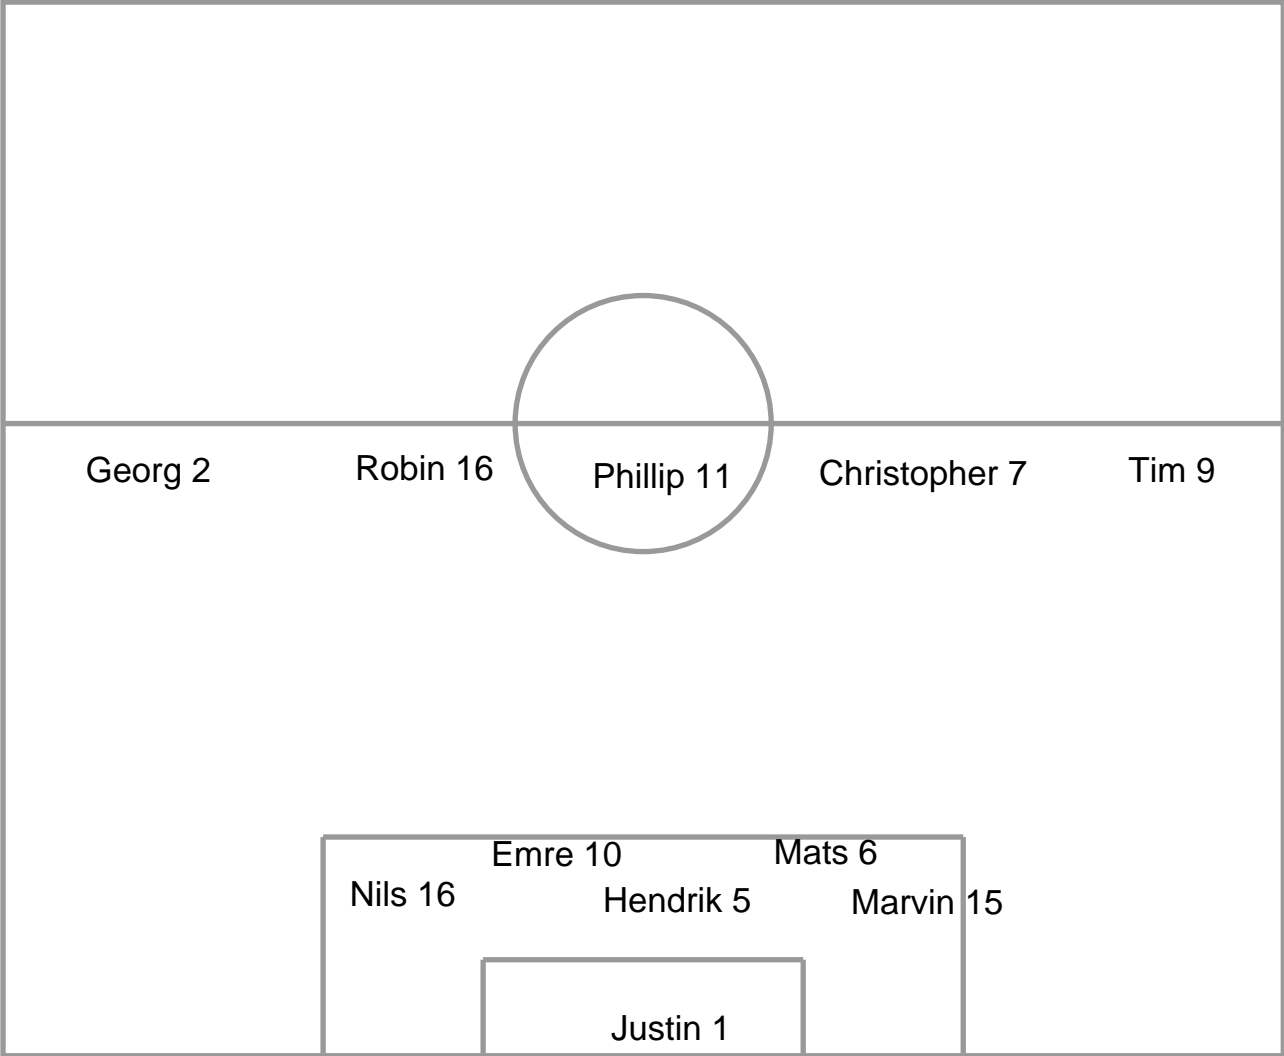 Georg 2
Robin 16
Phillip 11
Christopher 7
Tim 9
Emre 10
Mats 6
Nils 16
Hendrik 5
Marvin 15
Justin 1